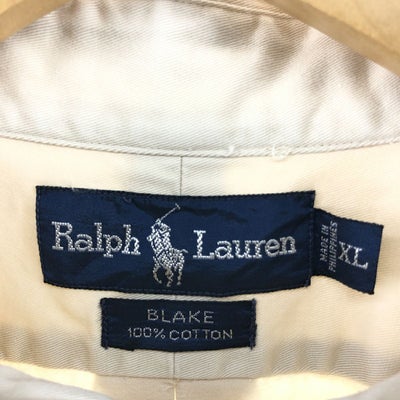 Ralph Lauren
MADE IN
PHILIPPINES
XL
BLAKE
100% COTTON